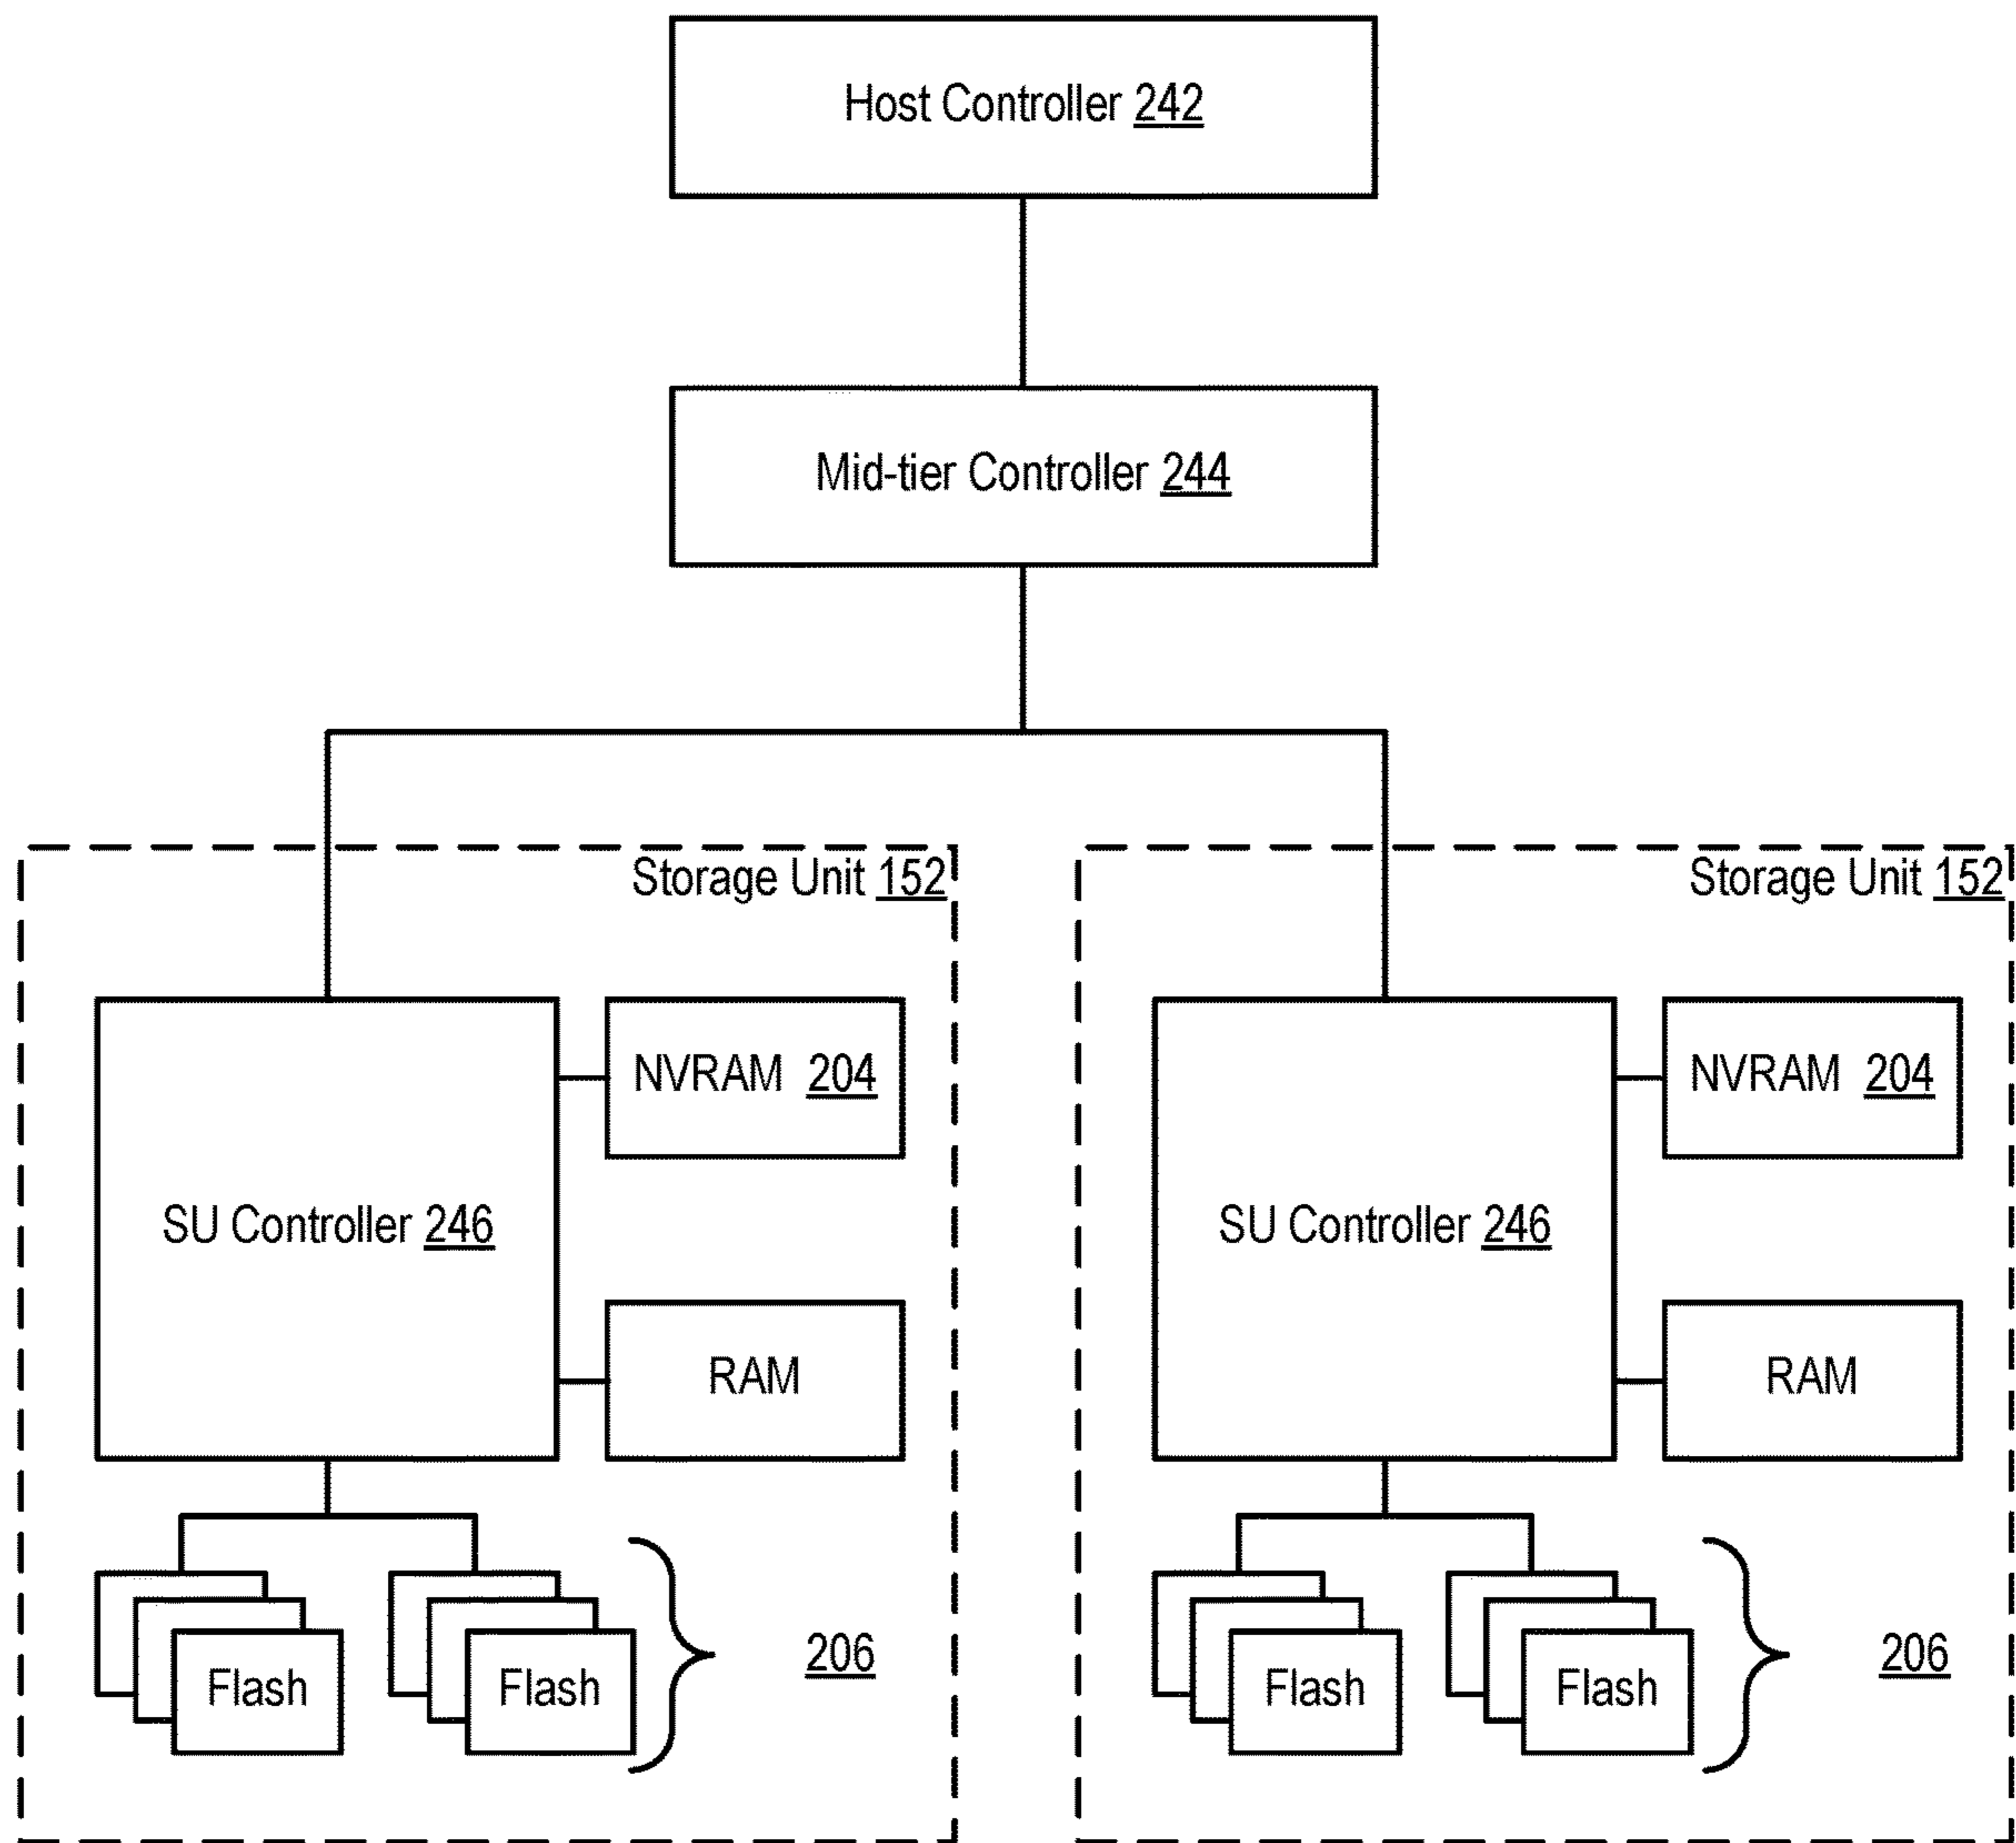 Host Controller 242
Mid-tier Controller 244
Storage Unit 152
NVRAM 204
SU Controller 246
RAM
Flash
Flash
206
Storage Unit 152
NVRAM 204
SU Controller 246
RAM
Flash
Flash
206